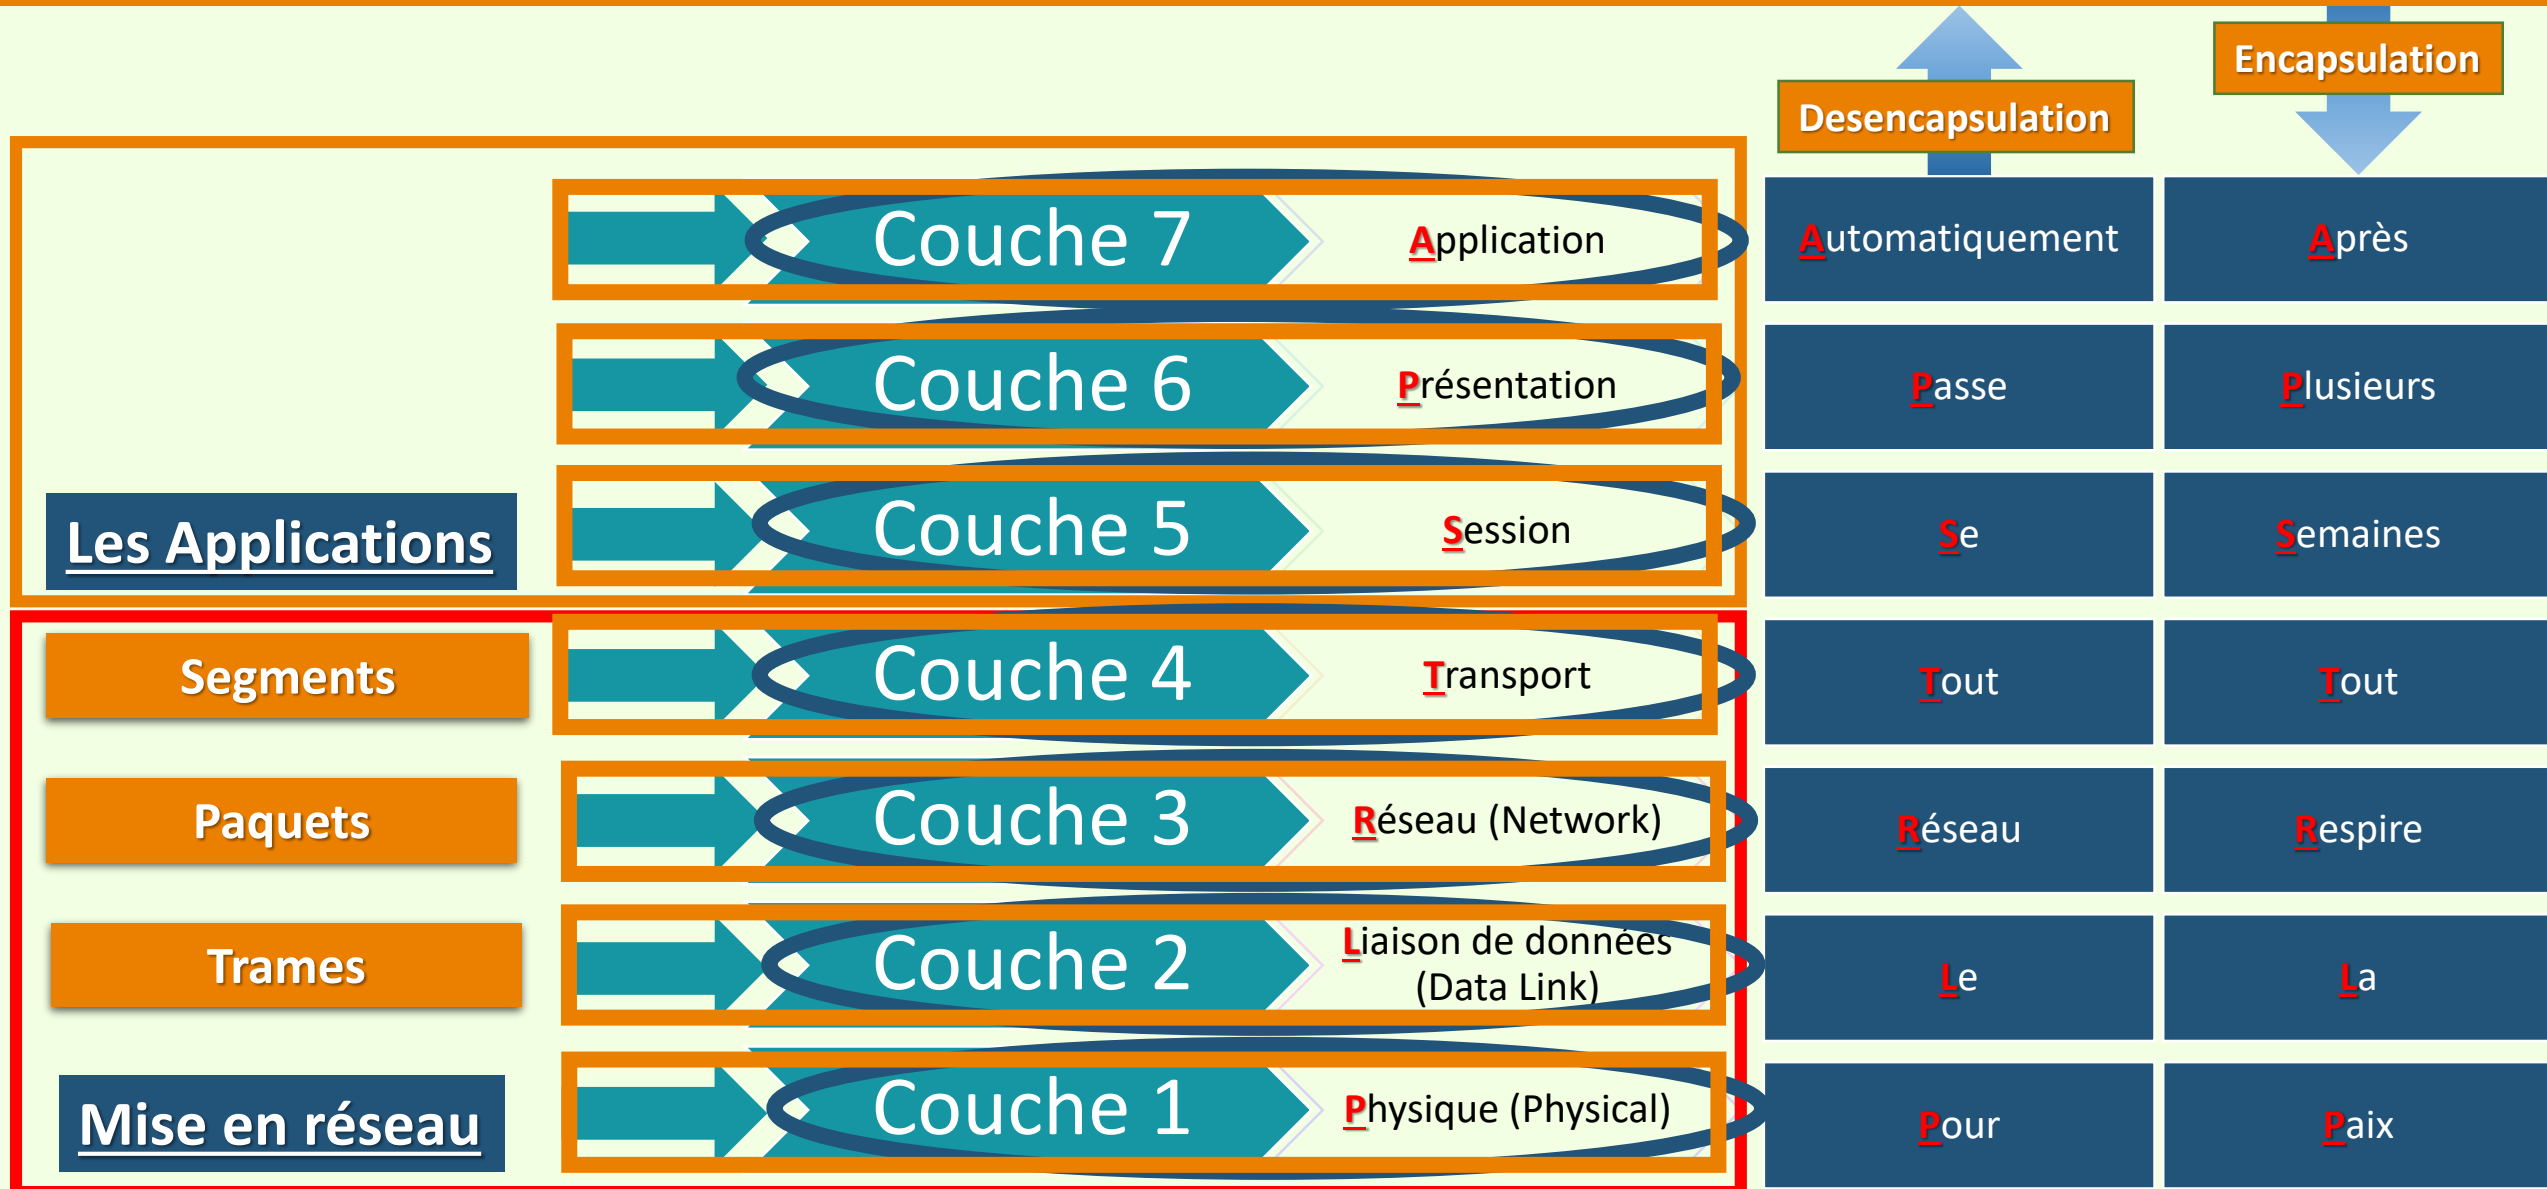 Encapsulation
Desencapsulation
Couche 7
Application
Automatiquement
Après
Couche 6
Présentation
Passe
Plusieurs
Les Applications
Couche 5
Session
Se
Semaines
Segments
Couche 4
Transport
Tout
Tout
Paquets
Couche 3
Réseau (Network)
Réseau
Respire
Trames
Couche 2
Liaison de données
(Data Link)
Le
La
Mise en réseau
Couche 1
Physique (Physical)
Pour
Paix